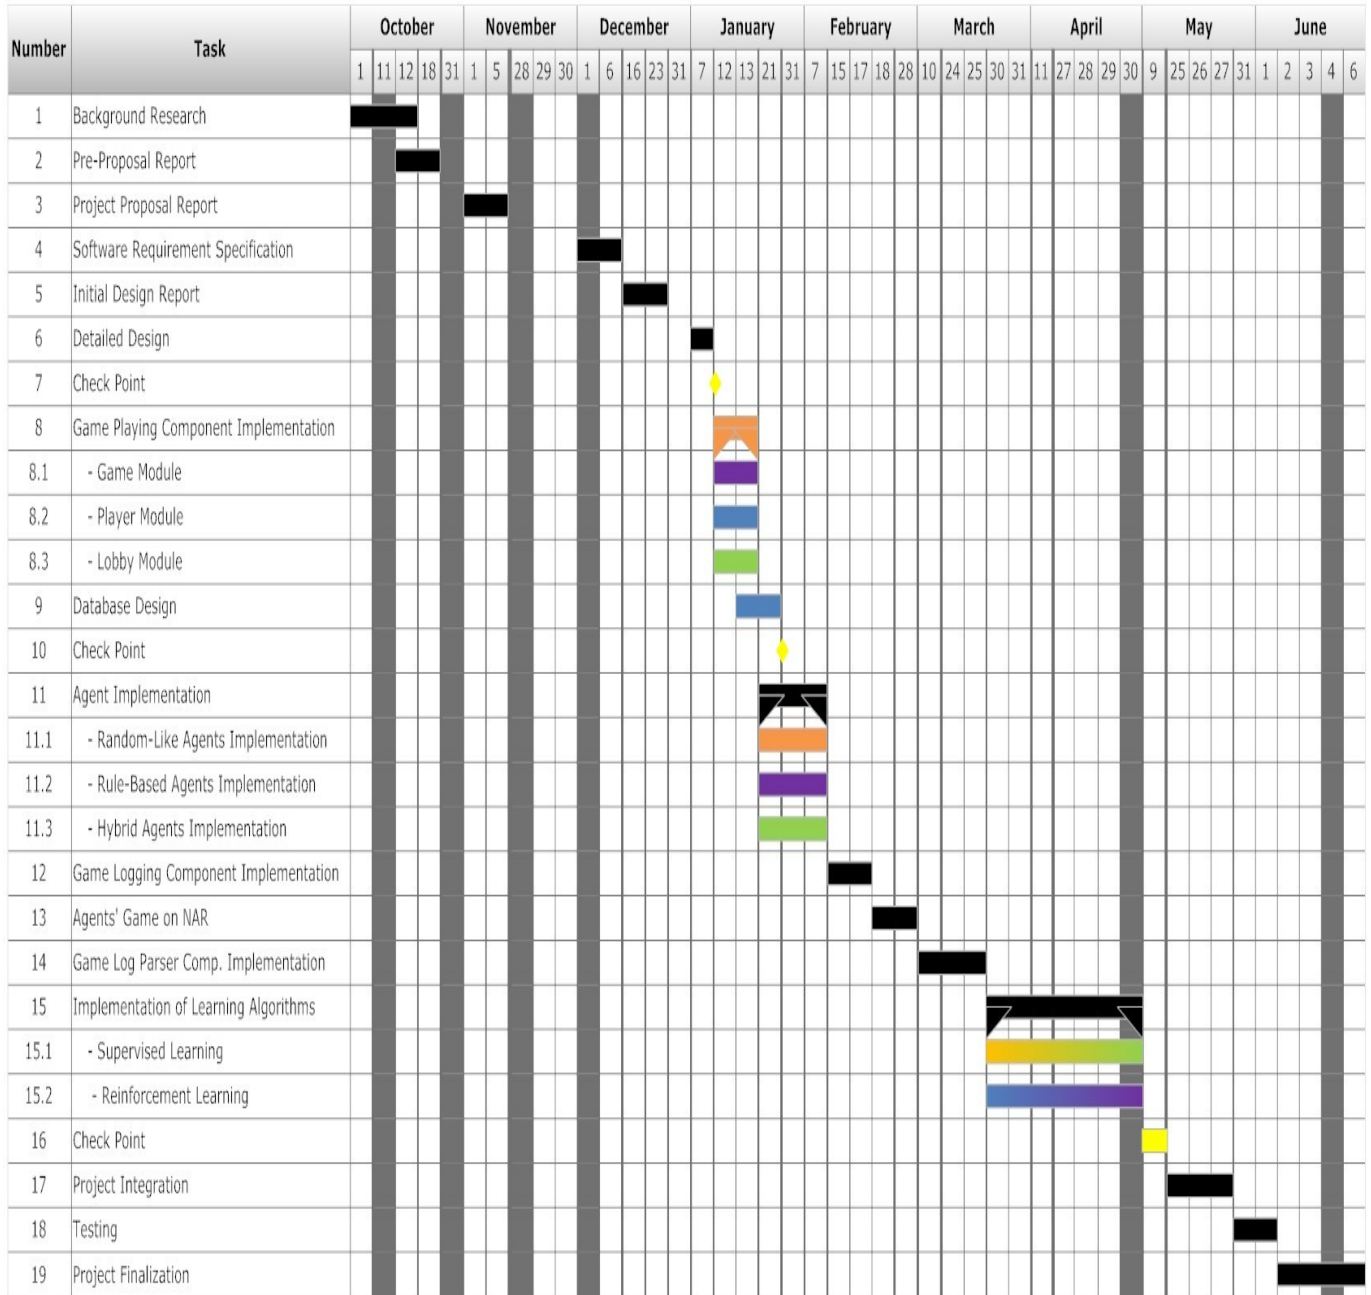 Number Task October November December January February March April May June
1 11 12 18 31 1 5 28 29 30 1 6 16 23 31 7 12 13 21 31 7 15 17 18 28 10 24 25 30 31 11 27 28 29 30 9 25 26 27 31 1 2 3 4 6
1 Background Research
2 Pre-Proposal Report
3 Project Proposal Report
4 Software Requirement Specification
5 Initial Design Report
6 Detailed Design
7 Check Point
8 Game Playing Component Implementation
8.1 - Game Module
8.2 - Player Module
8.3 - Lobby Module
9 Database Design
10 Check Point
11 Agent Implementation
11.1 - Random-Like Agents Implementation
11.2 - Rule-Based Agents Implementation
11.3 - Hybrid Agents Implementation
12 Game Logging Component Implementation
13 Agents' Game on NAR
14 Game Log Parser Comp. Implementation
15 Implementation of Learning Algorithms
15.1 - Supervised Learning
15.2 - Reinforcement Learning
16 Check Point
17 Project Integration
18 Testing
19 Project Finalization